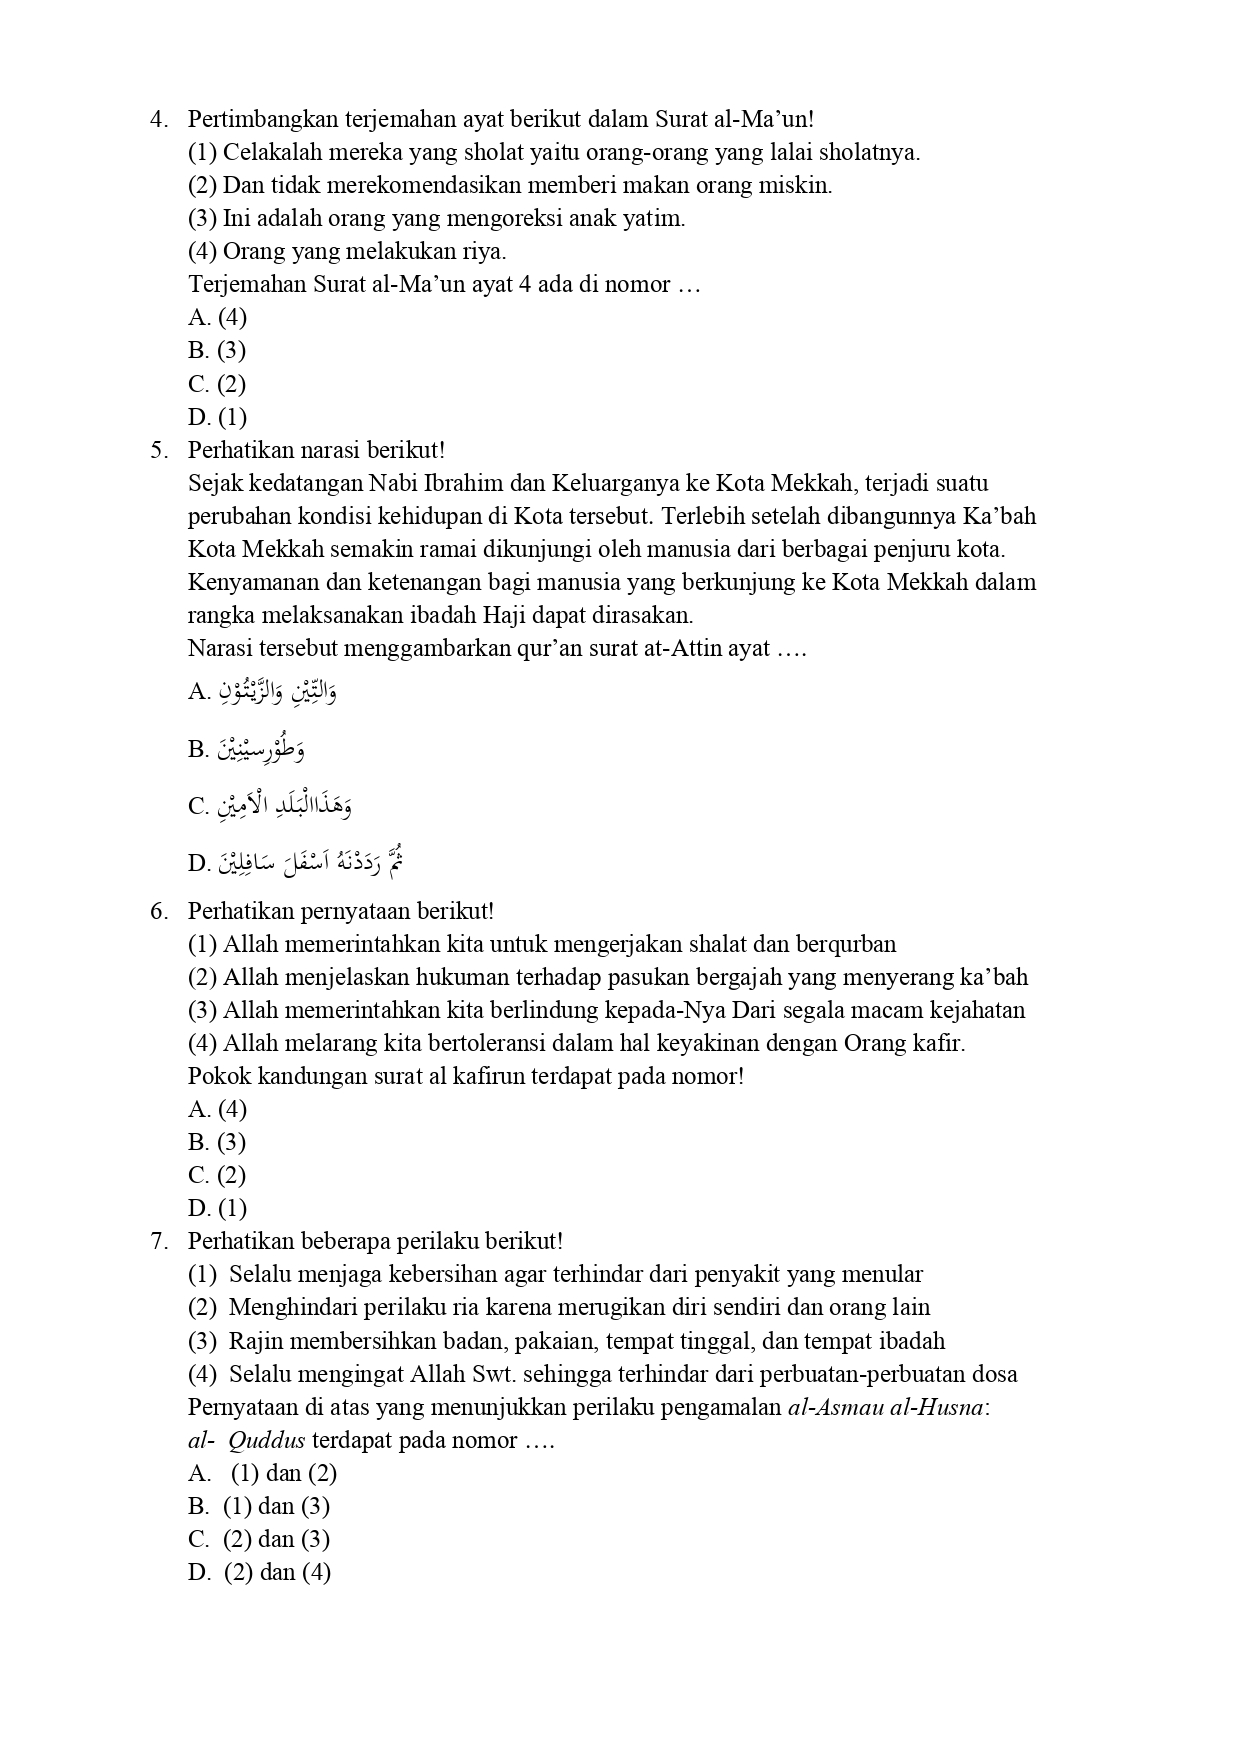 4. Pertimbangkan terjemahan ayat berikut dalam Surat al-Ma’un!
(1) Celakalah mereka yang sholat yaitu orang-orang yang lalai sholatnya.
(2) Dan tidak merekomendasikan memberi makan orang miskin.
(3) Ini adalah orang yang mengoreksi anak yatim.
(4) Orang yang melakukan riya.
Terjemahan Surat al-Ma’un ayat 4 ada di nomor …
A. (4)
B. (3)
C. (2)
D. (1)
5. Perhatikan narasi berikut!
Sejak kedatangan Nabi Ibrahim dan Keluarganya ke Kota Mekkah, terjadi suatu
perubahan kondisi kehidupan di Kota tersebut. Terlebih setelah dibangunnya Ka’bah
Kota Mekkah semakin ramai dikunjungi oleh manusia dari berbagai penjuru kota.
Kenyamanan dan ketenangan bagi manusia yang berkunjung ke Kota Mekkah dalam
rangka melaksanakan ibadah Haji dapat dirasakan.
Narasi tersebut menggambarkan qur’an surat at-Attin ayat ….
A. وَالتِّيْنِ وَالزَّيْتُوْنِ
B. وَطُوْرِسِيْنِيْنَ
C. وَهَذَاالْبَلَدِ الْاَمِيْنِ
D. ثُمَّ رَدَدْنَهُ اَسْفَلَ سَافِلِيْنَ
6. Perhatikan pernyataan berikut!
(1) Allah memerintahkan kita untuk mengerjakan shalat dan berqurban
(2) Allah menjelaskan hukuman terhadap pasukan bergajah yang menyerang ka’bah
(3) Allah memerintahkan kita berlindung kepada-Nya Dari segala macam kejahatan
(4) Allah melarang kita bertoleransi dalam hal keyakinan dengan Orang kafir.
Pokok kandungan surat al kafirun terdapat pada nomor!
A. (4)
B. (3)
C. (2)
D. (1)
7. Perhatikan beberapa perilaku berikut!
(1) Selalu menjaga kebersihan agar terhindar dari penyakit yang menular
(2) Menghindari perilaku ria karena merugikan diri sendiri dan orang lain
(3) Rajin membersihkan badan, pakaian, tempat tinggal, dan tempat ibadah
(4) Selalu mengingat Allah Swt. sehingga terhindar dari perbuatan-perbuatan dosa
Pernyataan di atas yang menunjukkan perilaku pengamalan al-Asmau al-Husna:
al- Quddus terdapat pada nomor ….
A. (1) dan (2)
B. (1) dan (3)
C. (2) dan (3)
D. (2) dan (4)